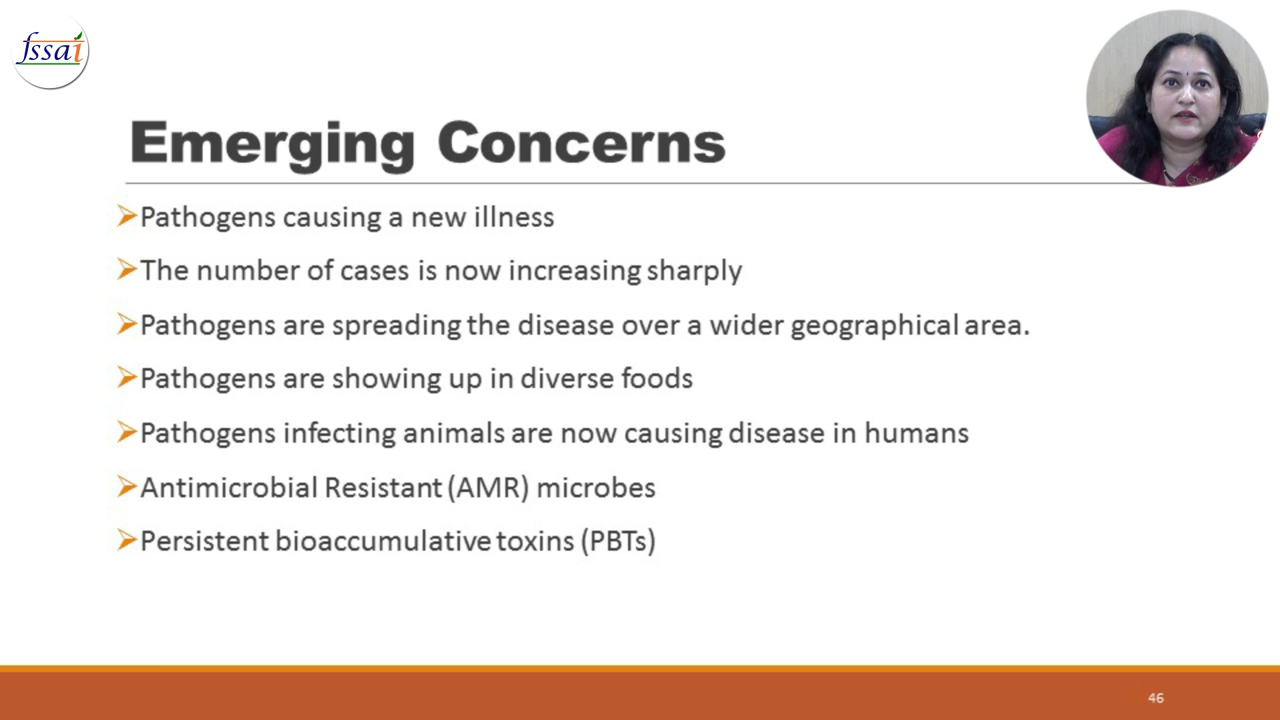 fssai
Emerging Concerns
Pathogens causing a new illness
The number of cases is now increasing sharply
Pathogens are spreading the disease over a wider geographical area.
Pathogens are showing up in diverse foods
Pathogens infecting animals are now causing disease in humans
Antimicrobial Resistant (AMR) microbes
Persistent bioaccumulative toxins (PBTs)
46